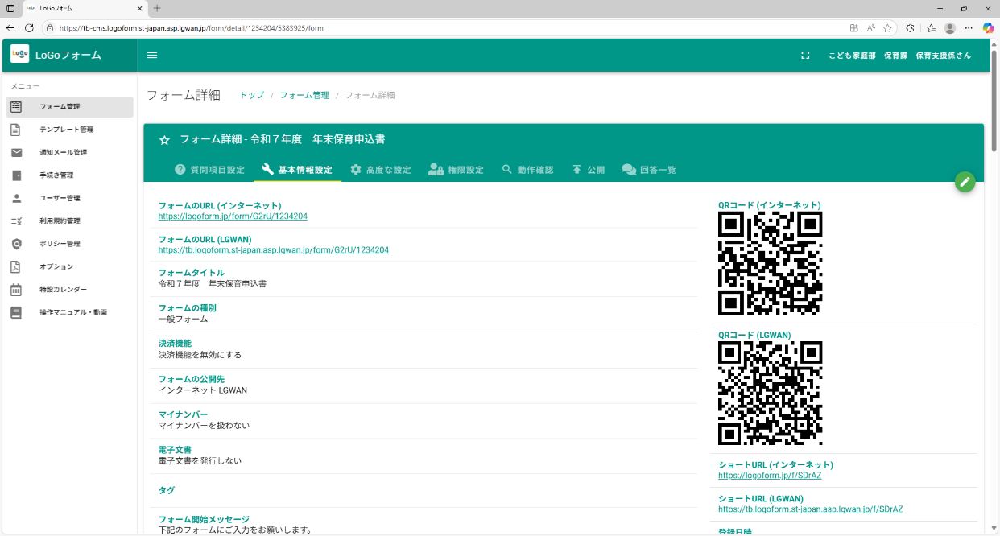 LoGoフォーム
https://tb-cms.logoform.st-japan.asp.lgwan.jp/form/detail/1234204/5383925/form
LoGoフォーム
こども家庭部 保育課 保育支援係さん
メニュー
フォーム管理
テンプレート管理
通知メール管理
手続き管理
ユーザー管理
利用規約管理
ポリシー管理
オプション
特設カレンダー
操作マニュアル・動画
フォーム詳細 トップ / フォーム管理 / フォーム詳細
フォーム詳細 - 令和７年度 年末保育申込書
質問項目設定 基本情報設定 高度な設定 権限設定 動作確認 公開 回答一覧
フォームのURL (インターネット)
https://logoform.jp/form/G2rU/1234204
フォームのURL (LGWAN)
https://tb.logoform.st-japan.asp.lgwan.jp/form/G2rU/1234204
フォームタイトル
令和７年度 年末保育申込書
フォームの種別
一般フォーム
決済機能
決済機能を無効にする
フォームの公開先
インターネット LGWAN
マイナンバー
マイナンバーを扱わない
電子文書
電子文書を発行しない
タグ
フォーム開始メッセージ
下記のフォームにご入力をお願いします。
QRコード (インターネット)
QRコード (LGWAN)
ショートURL (インターネット)
https://logoform.jp/f/SDrAZ
ショートURL (LGWAN)
https://tb.logoform.st-japan.asp.lgwan.jp/f/SDrAZ
登録日時